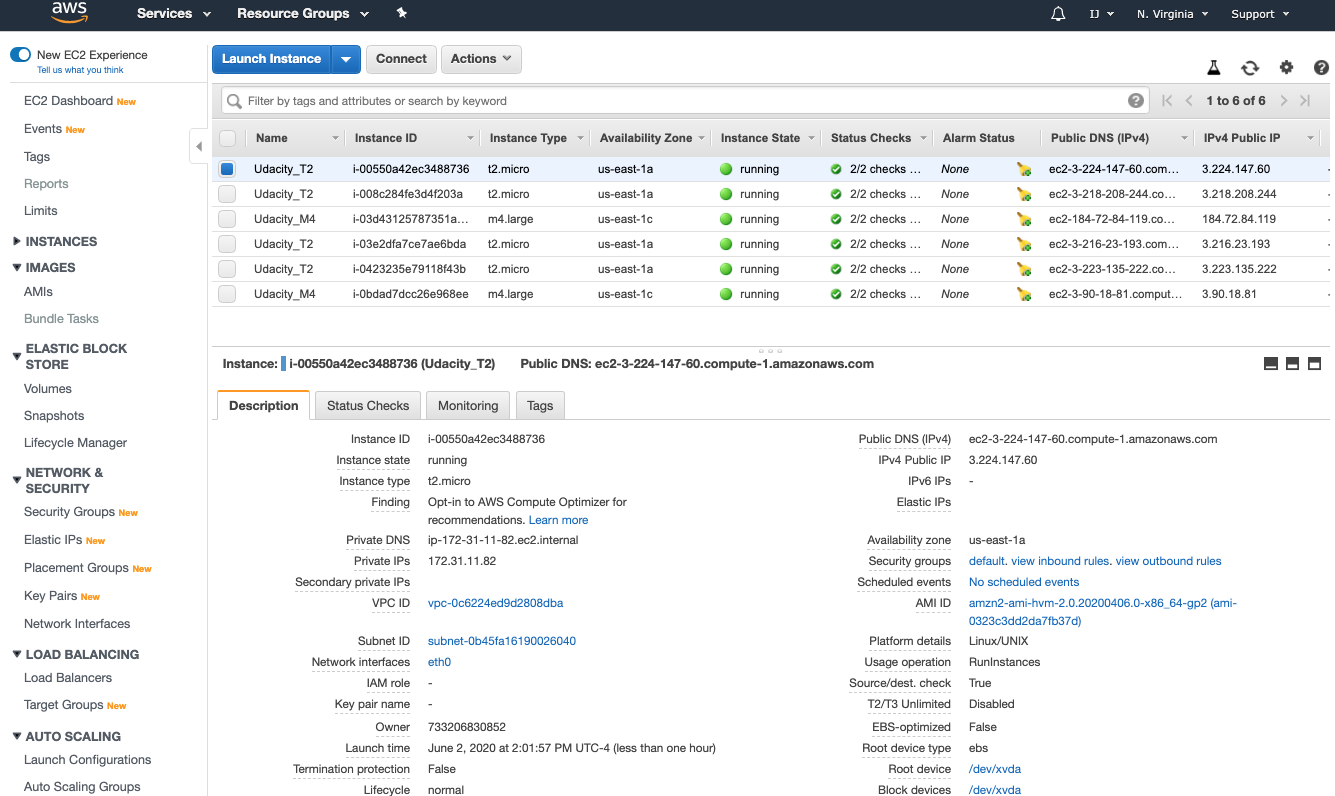 aws Services Resource Groups IJ N. Virginia Support
New EC2 Experience
Tell us what you think
EC2 Dashboard New
Events New
Tags
Reports
Limits
INSTANCES
IMAGES
AMIs
Bundle Tasks
ELASTIC BLOCK
STORE
Volumes
Snapshots
Lifecycle Manager
NETWORK &
SECURITY
Security Groups New
Elastic IPs New
Placement Groups New
Key Pairs New
Network Interfaces
LOAD BALANCING
Load Balancers
Target Groups New
AUTO SCALING
Launch Configurations
Auto Scaling Groups
Launch Instance Connect Actions
Filter by tags and attributes or search by keyword 1 to 6 of 6
Name Instance ID Instance Type Availability Zone Instance State Status Checks Alarm Status Public DNS (IPv4) IPv4 Public IP
Udacity_T2 i-00550a42ec3488736 t2.micro us-east-1a running 2/2 checks ... None ec2-3-224-147-60.com... 3.224.147.60
Udacity_T2 i-008c284fe3d4f203a t2.micro us-east-1a running 2/2 checks ... None ec2-3-218-208-244.co... 3.218.208.244
Udacity_M4 i-03d43125787351a... m4.large us-east-1c running 2/2 checks ... None ec2-184-72-84-119.co... 184.72.84.119
Udacity_T2 i-03e2dfa7ce7ae6bda t2.micro us-east-1a running 2/2 checks ... None ec2-3-216-23-193.com... 3.216.23.193
Udacity_T2 i-0423235e79118f43b t2.micro us-east-1a running 2/2 checks ... None ec2-3-223-135-222.co... 3.223.135.222
Udacity_M4 i-0bdad7dcc26e968ee m4.large us-east-1c running 2/2 checks ... None ec2-3-90-18-81.comput... 3.90.18.81
Instance: i-00550a42ec3488736 (Udacity_T2) Public DNS: ec2-3-224-147-60.compute-1.amazonaws.com
Description Status Checks Monitoring Tags
Instance ID i-00550a42ec3488736
Instance state running
Instance type t2.micro
Finding Opt-in to AWS Compute Optimizer for
recommendations. Learn more
Private DNS ip-172-31-11-82.ec2.internal
Private IPs 172.31.11.82
Secondary private IPs
VPC ID vpc-0c6224ed9d2808dba
Subnet ID subnet-0b45fa16190026040
Network interfaces eth0
IAM role -
Key pair name -
Owner 733206830852
Launch time June 2, 2020 at 2:01:57 PM UTC-4 (less than one hour)
Termination protection False
Lifecycle normal
Public DNS (IPv4) ec2-3-224-147-60.compute-1.amazonaws.com
IPv4 Public IP 3.224.147.60
IPv6 IPs -
Elastic IPs
Availability zone us-east-1a
Security groups default. view inbound rules. view outbound rules
Scheduled events No scheduled events
AMI ID amzn2-ami-hvm-2.0.20200406.0-x86_64-gp2 (ami-
0323c3dd2da7fb37d)
Platform details Linux/UNIX
Usage operation RunInstances
Source/dest. check True
T2/T3 Unlimited Disabled
EBS-optimized False
Root device type ebs
Root device /dev/xvda
Block devices /dev/xvda